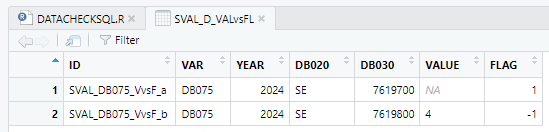 DATACHECKSQL.R SVAL_D_VALvsFL
Filter
ID VAR YEAR DB020 DB030 VALUE FLAG
1 SVAL_DB075_VvsF_a DB075 2024 SE 7619700 NA 1
2 SVAL_DB075_VvsF_b DB075 2024 SE 7619800 4 -1